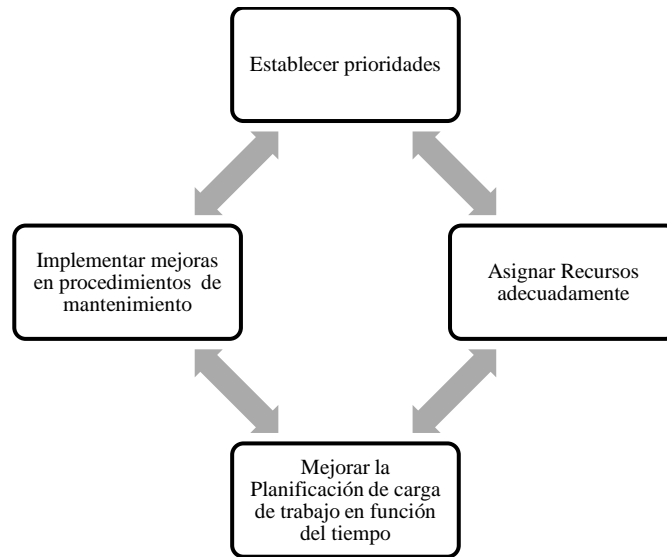 Establecer prioridades
Implementar mejoras
en procedimientos de
mantenimiento
Asignar Recursos
adecuadamente
Mejorar la
Planificación de carga
de trabajo en función
del tiempo